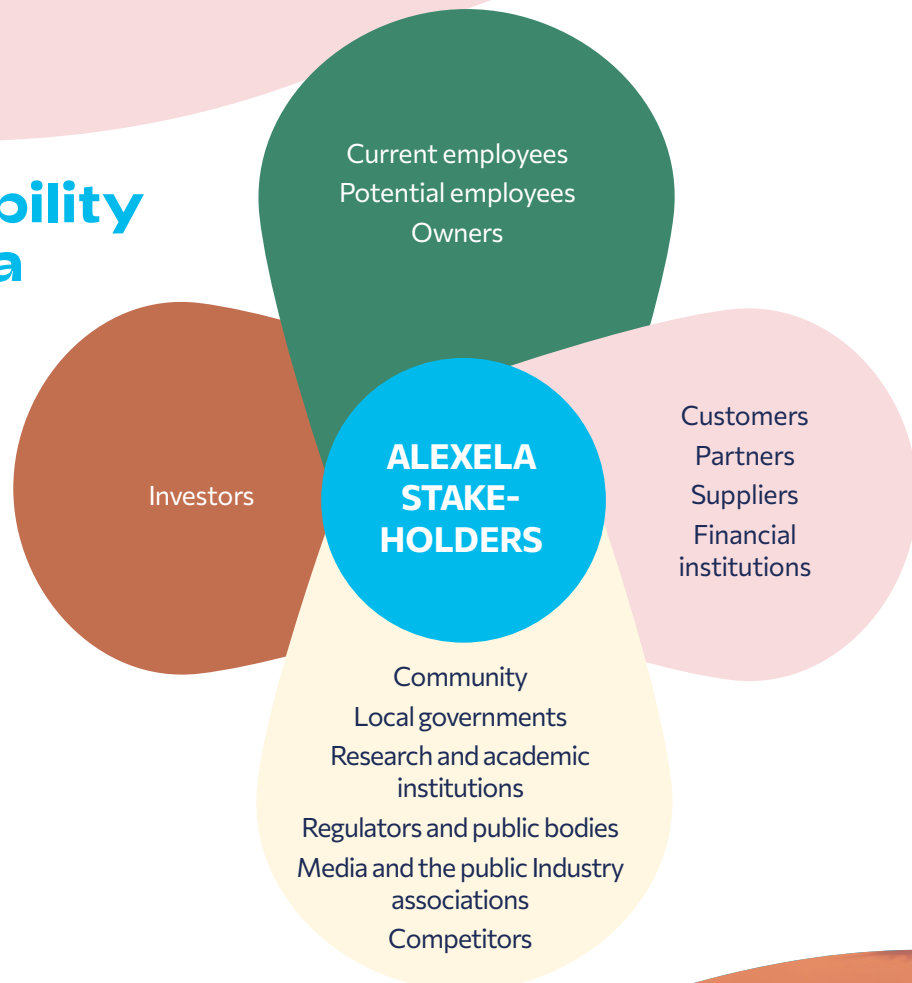 bility
a
Current employees
Potential employees
Owners
Investors
ALEXELA
STAKE-
HOLDERS
Customers
Partners
Suppliers
Financial
institutions
Community
Local governments
Research and academic
institutions
Regulators and public bodies
Media and the public Industry
associations
Competitors